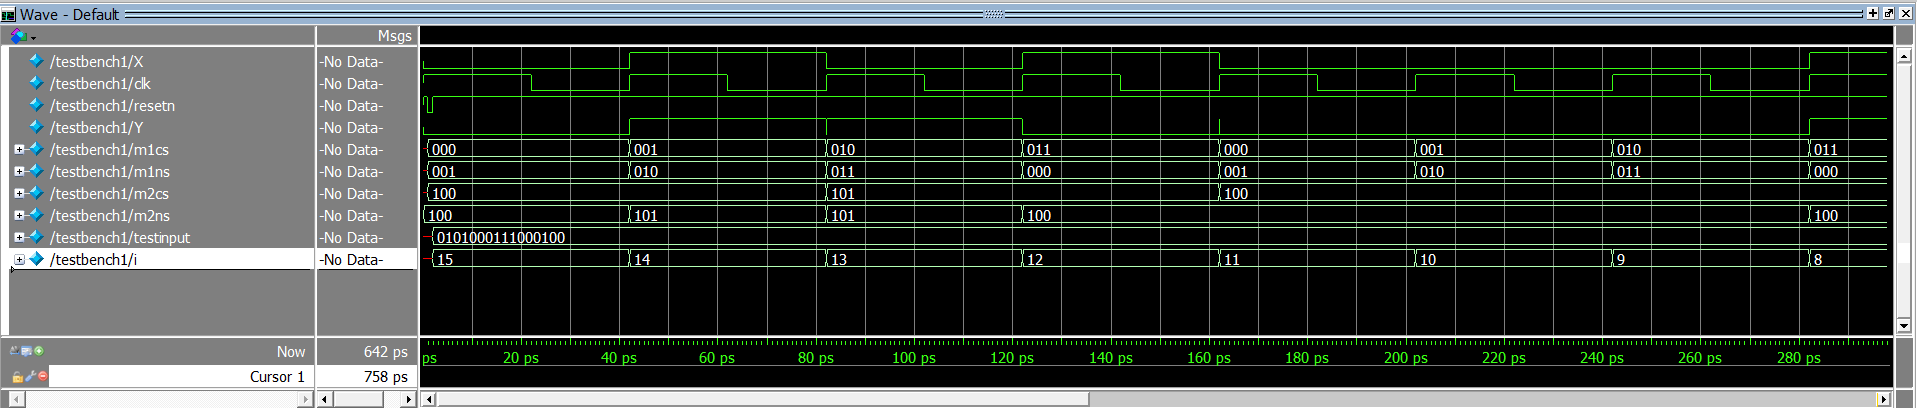 Wave - Default
Msgs
/testbench1/X -No Data-
/testbench1/clk -No Data-
/testbench1/resetn -No Data-
/testbench1/Y -No Data-
/testbench1/m1cs -No Data- 000 001 010 011 000 001 010 011
/testbench1/m1ns -No Data- 001 010 011 000 001 010 011 000
/testbench1/m2cs -No Data- 100 101 100
/testbench1/m2ns -No Data- 100 101 101 100 100
/testbench1/testinput -No Data- 0101000111000100
/testbench1/i -No Data- 15 14 13 12 11 10 9 8
Now 642 ps ps 20 ps 40 ps 60 ps 80 ps 100 ps 120 ps 140 ps 160 ps 180 ps 200 ps 220 ps 240 ps 260 ps 280 ps
Cursor 1 758 ps